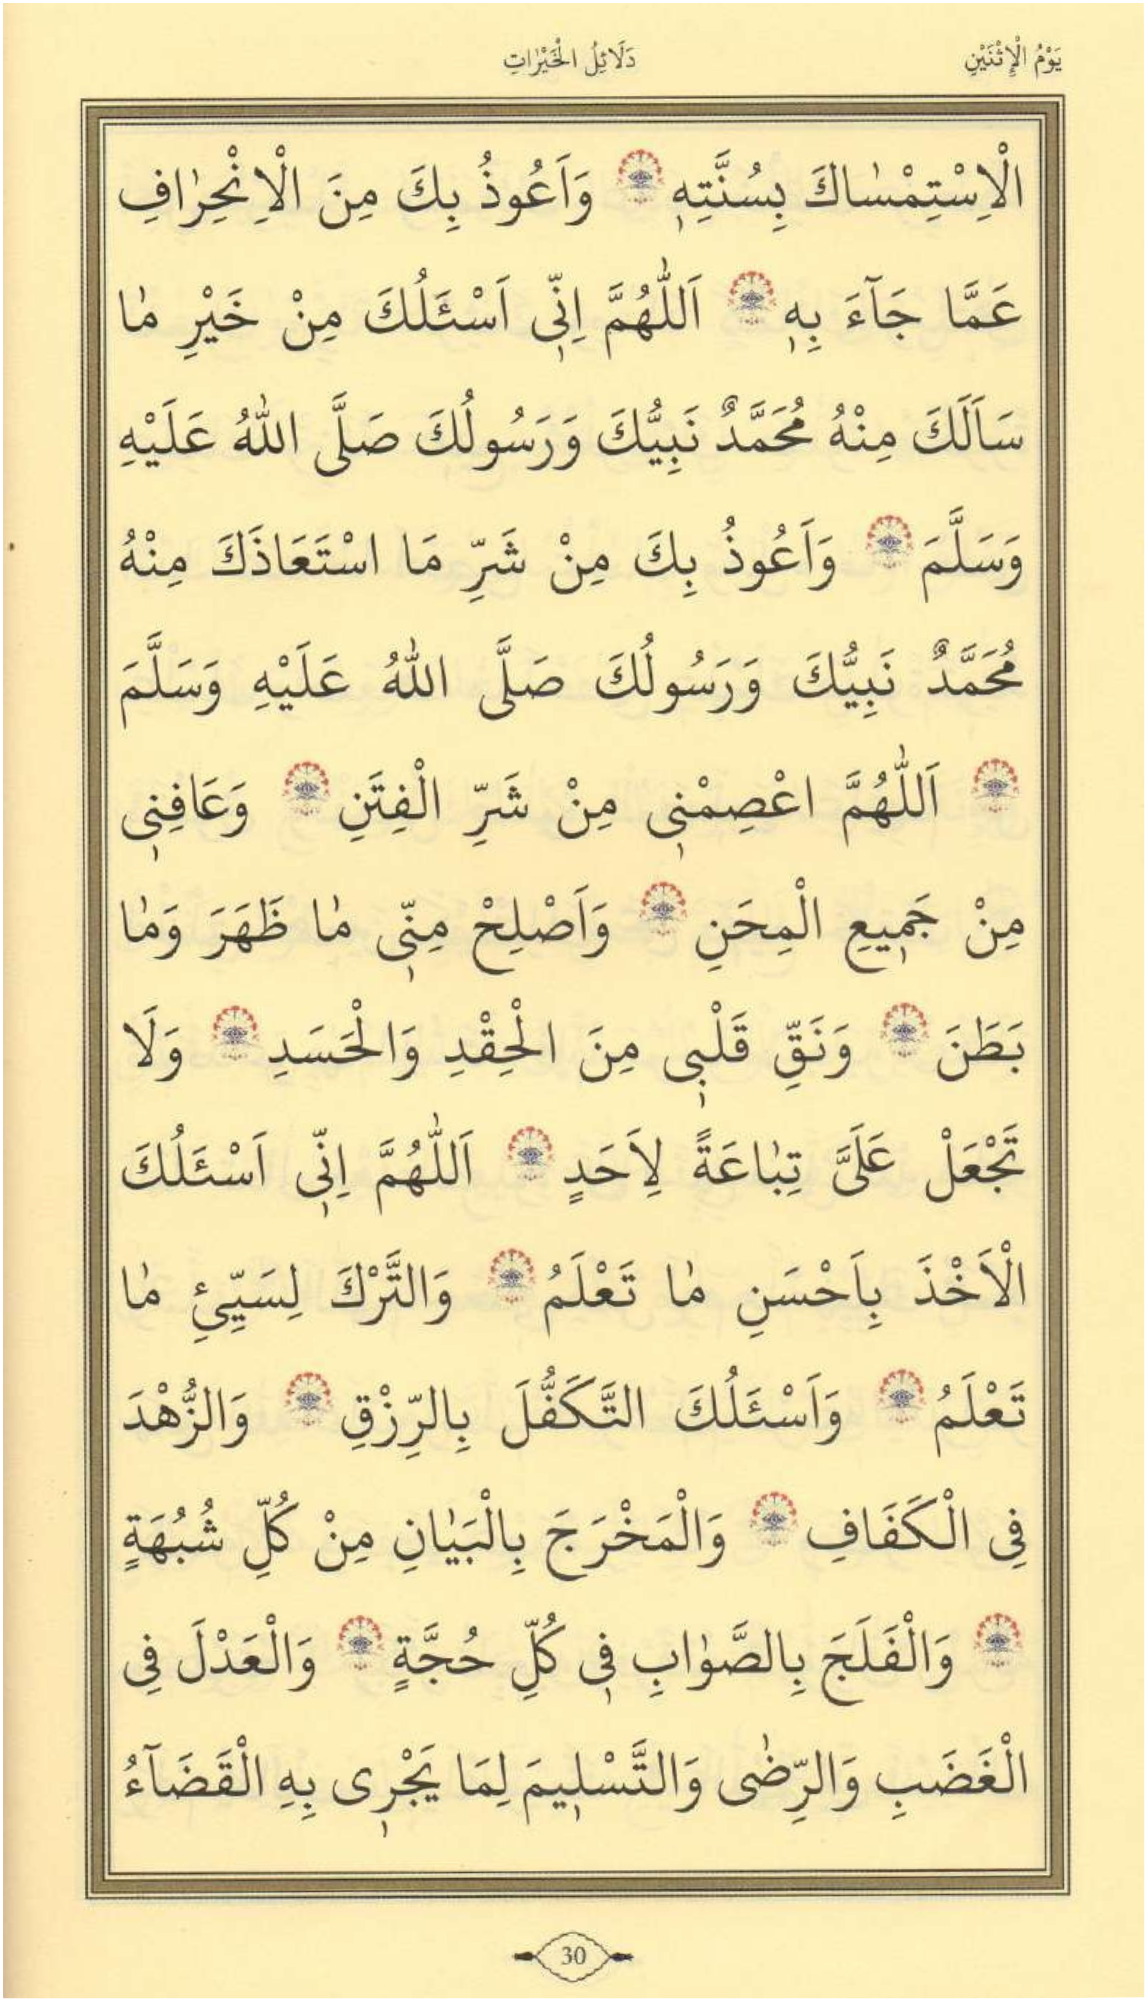 يَوْمُ الْإِثْنَيْنِ
دَلَائِلُ الْخَيْرَاتِ
الْاِسْتِمْسٰاكَ بِسُنَّتِهٖ وَاَعُوذُ بِكَ مِنَ الْاِنْحِرٰافِ
عَمَّا جَآءَ بِهٖ اَللّٰهُمَّ اِنّٖى اَسْئَلُكَ مِنْ خَيْرِ مٰا
سَاَلَكَ مِنْهُ مُحَمَّدٌ نَبِيُّكَ وَرَسُولُكَ صَلَّى اللّٰهُ عَلَيْهِ
وَسَلَّمَ وَاَعُوذُ بِكَ مِنْ شَرِّ مَا اسْتَعَاذَكَ مِنْهُ
مُحَمَّدٌ نَبِيُّكَ وَرَسُولُكَ صَلَّى اللّٰهُ عَلَيْهِ وَسَلَّمَ
اَللّٰهُمَّ اعْصِمْنٖى مِنْ شَرِّ الْفِتَنِ وَعَافِنٖى
مِنْ جَمٖيعِ الْمِحَنِ وَاَصْلِحْ مِنّٖى مٰا ظَهَرَ وَمٰا
بَطَنَ وَنَقِّ قَلْبٖى مِنَ الْحِقْدِ وَالْحَسَدِ وَلَا
تَجْعَلْ عَلَىَّ تِبٰاعَةً لِاَحَدٍ اَللّٰهُمَّ اِنّٖى اَسْئَلُكَ
الْاَخْذَ بِاَحْسَنِ مٰا تَعْلَمُ وَالتَّرْكَ لِسَيِّئِ مٰا
تَعْلَمُ وَاَسْئَلُكَ التَّكَفُّلَ بِالرِّزْقِ وَالزُّهْدَ
فِى الْكَفَافِ وَالْمَخْرَجَ بِالْبَيٰانِ مِنْ كُلِّ شُبُهَةٍ
وَالْفَلَجَ بِالصَّوٰابِ فٖى كُلِّ حُجَّةٍ وَالْعَدْلَ فِى
الْغَضَبِ وَالرِّضٰى وَالتَّسْلٖيمَ لِمَا يَجْرٖى بِهِ الْقَضَآءُ
30